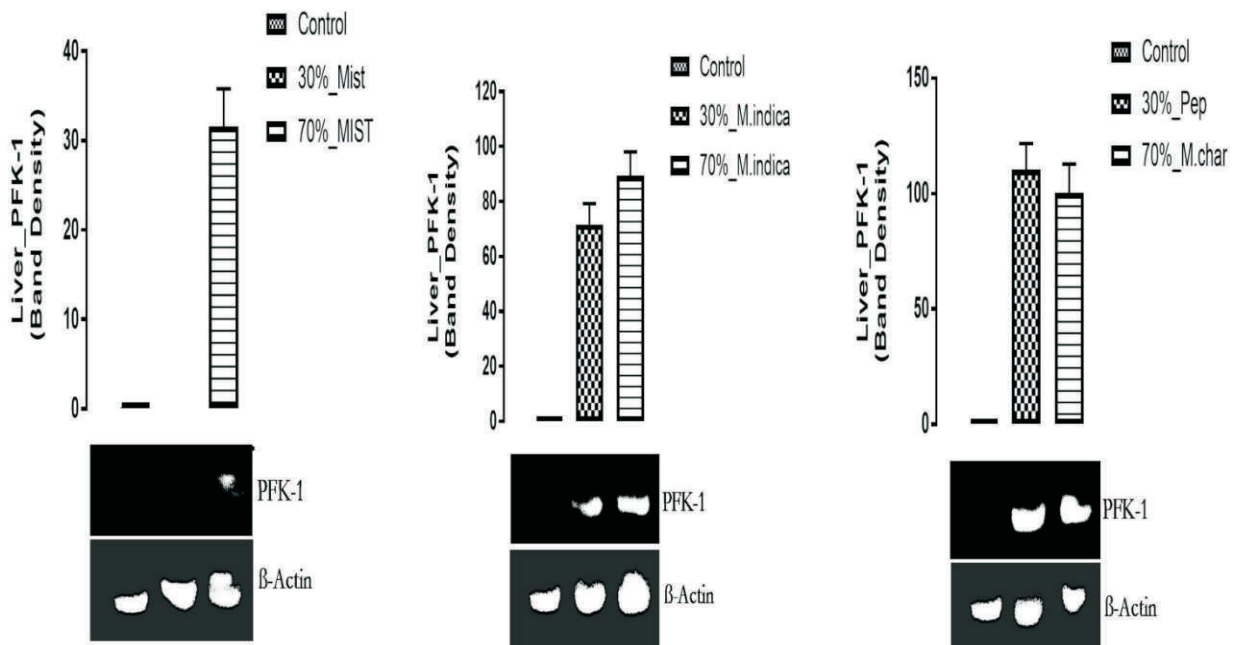 Control
30%_Mist
70%_MIST
40
30
20
10
0
Liver_PFK-1
(Band Density)
PFK-1
ß-Actin
Control
30%_M.indica
70%_M.indica
120
100
80
60
40
20
0
Liver_PFK-1
(Band Density)
PFK-1
ß-Actin
Control
30%_Pep
70%_M.char
150
100
50
0
Liver_PFK-1
(Band Density)
PFK-1
ß-Actin